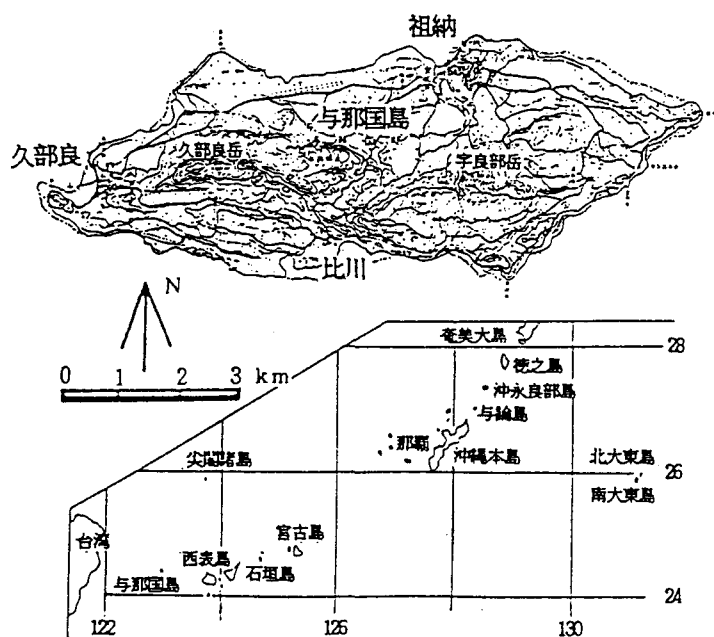 祖納
与那国島
久部良
久部良岳
宇良部岳
比川
N
0 1 2 3 km
奄美大島
28
徳之島
沖永良部島
与論島
那覇
沖縄本島
尖閣諸島
北大東島
26
南大東島
台湾
宮古島
西表島
石垣島
与那国島
24
122 126 130